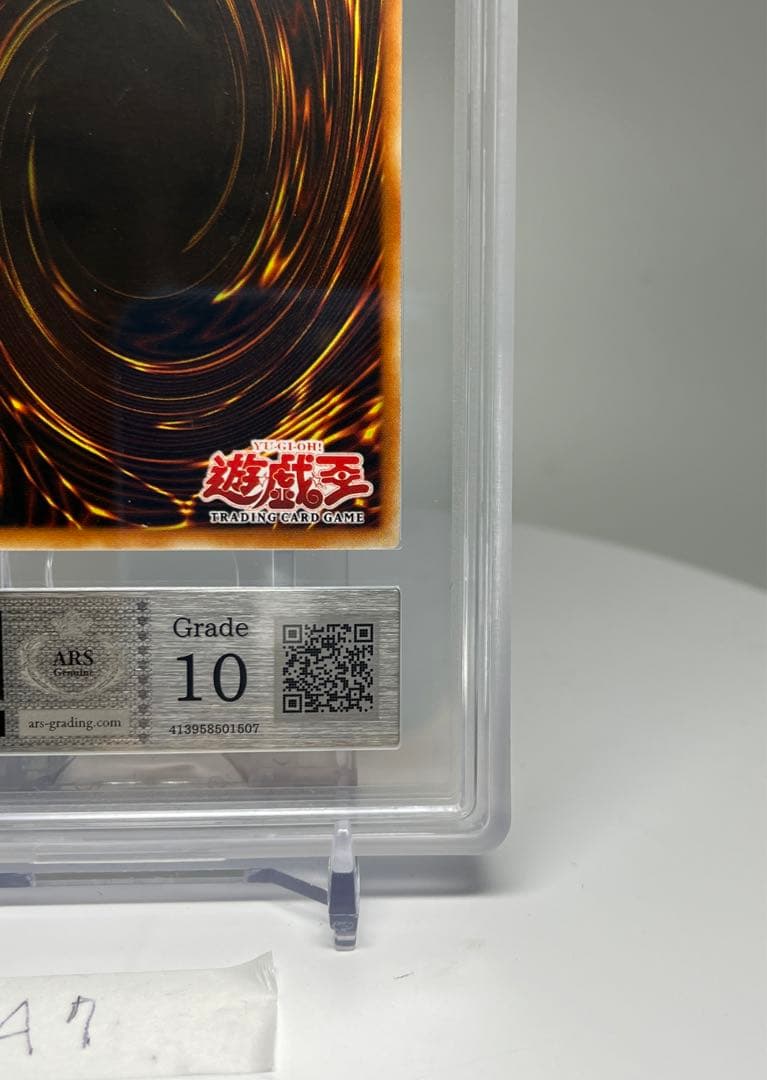 YU-GI-OH!
遊戯王
TRADING CARD GAME
ARS
Genuine
ars-grading.com
Grade
10
413958501507
A7